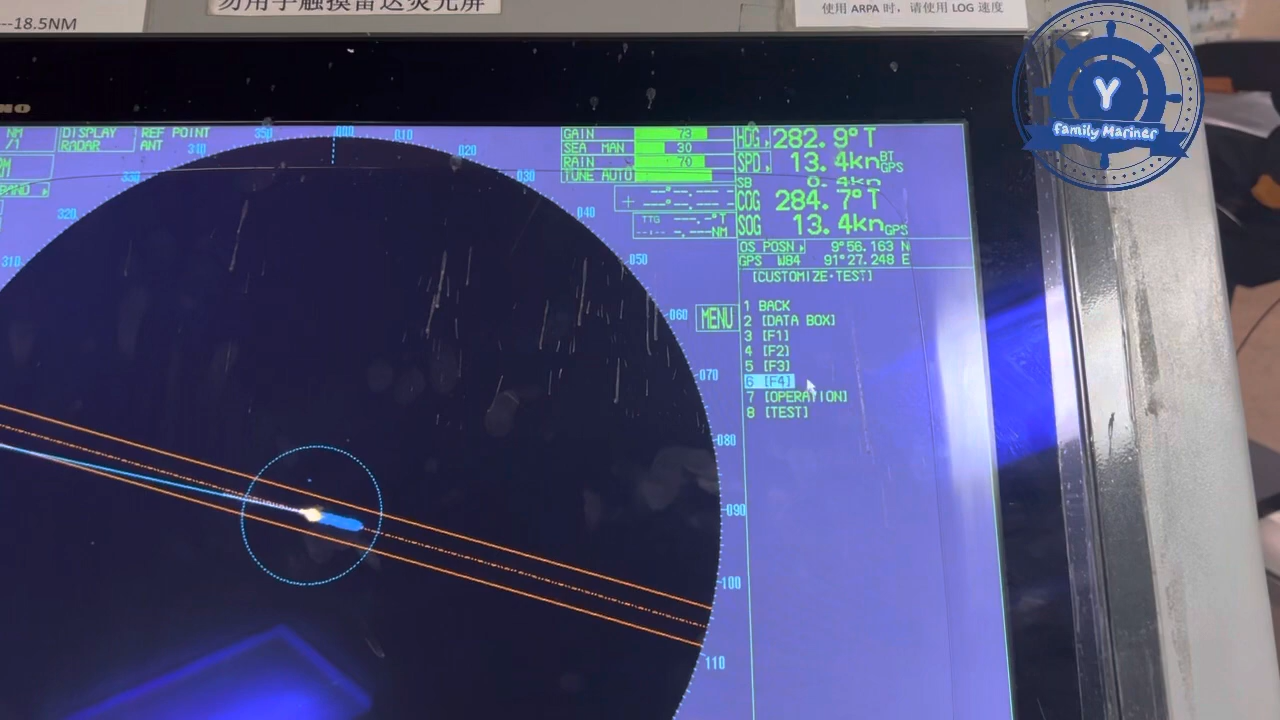 --18.5NM
勿用手触摸雷达荧光屏
使用 ARPA 时，请使用 LOG 速度
Y
family Mariner
NO
NM
/1
DISPLAY
RADAR
REF POINT
ANT
GAIN 73
SEA MAN 30
RAIN 70
TUNE AUTO
HDG 282.9°T
SPD 13.4kn BT GPS
SB 0.4kn
COG 284.7°T
SOG 13.4kn GPS
TTG
NM
OS POSN 9°56.163 N
GPS W84 91°27.248 E
[CUSTOMIZE·TEST]
MENU
1 BACK
2 [DATA BOX]
3 [F1]
4 [F2]
5 [F3]
6 [F4]
7 [OPERATION]
8 [TEST]
310
320
330
340
350
000
010
020
030
040
050
060
070
080
090
100
110